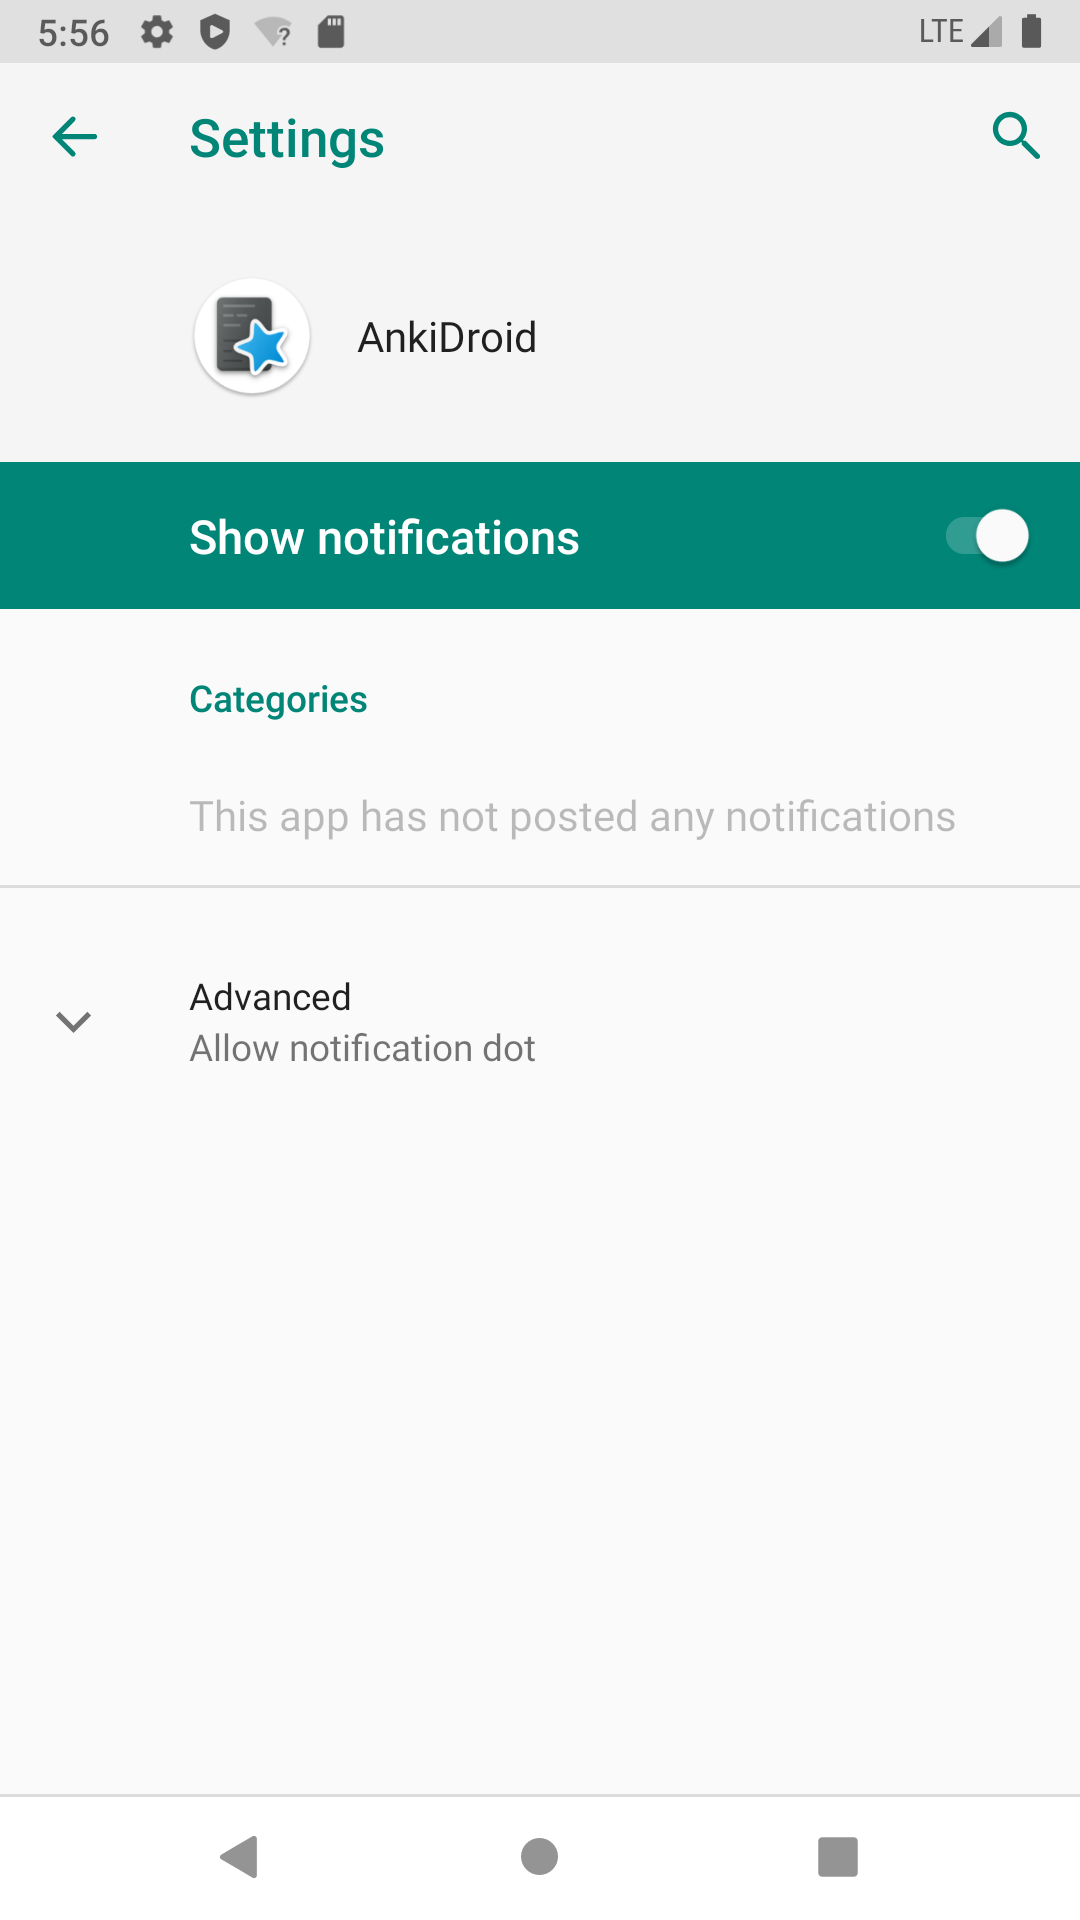 5:56
LTE
Settings
AnkiDroid
Show notifications
Categories
This app has not posted any notifications
Advanced
Allow notification dot